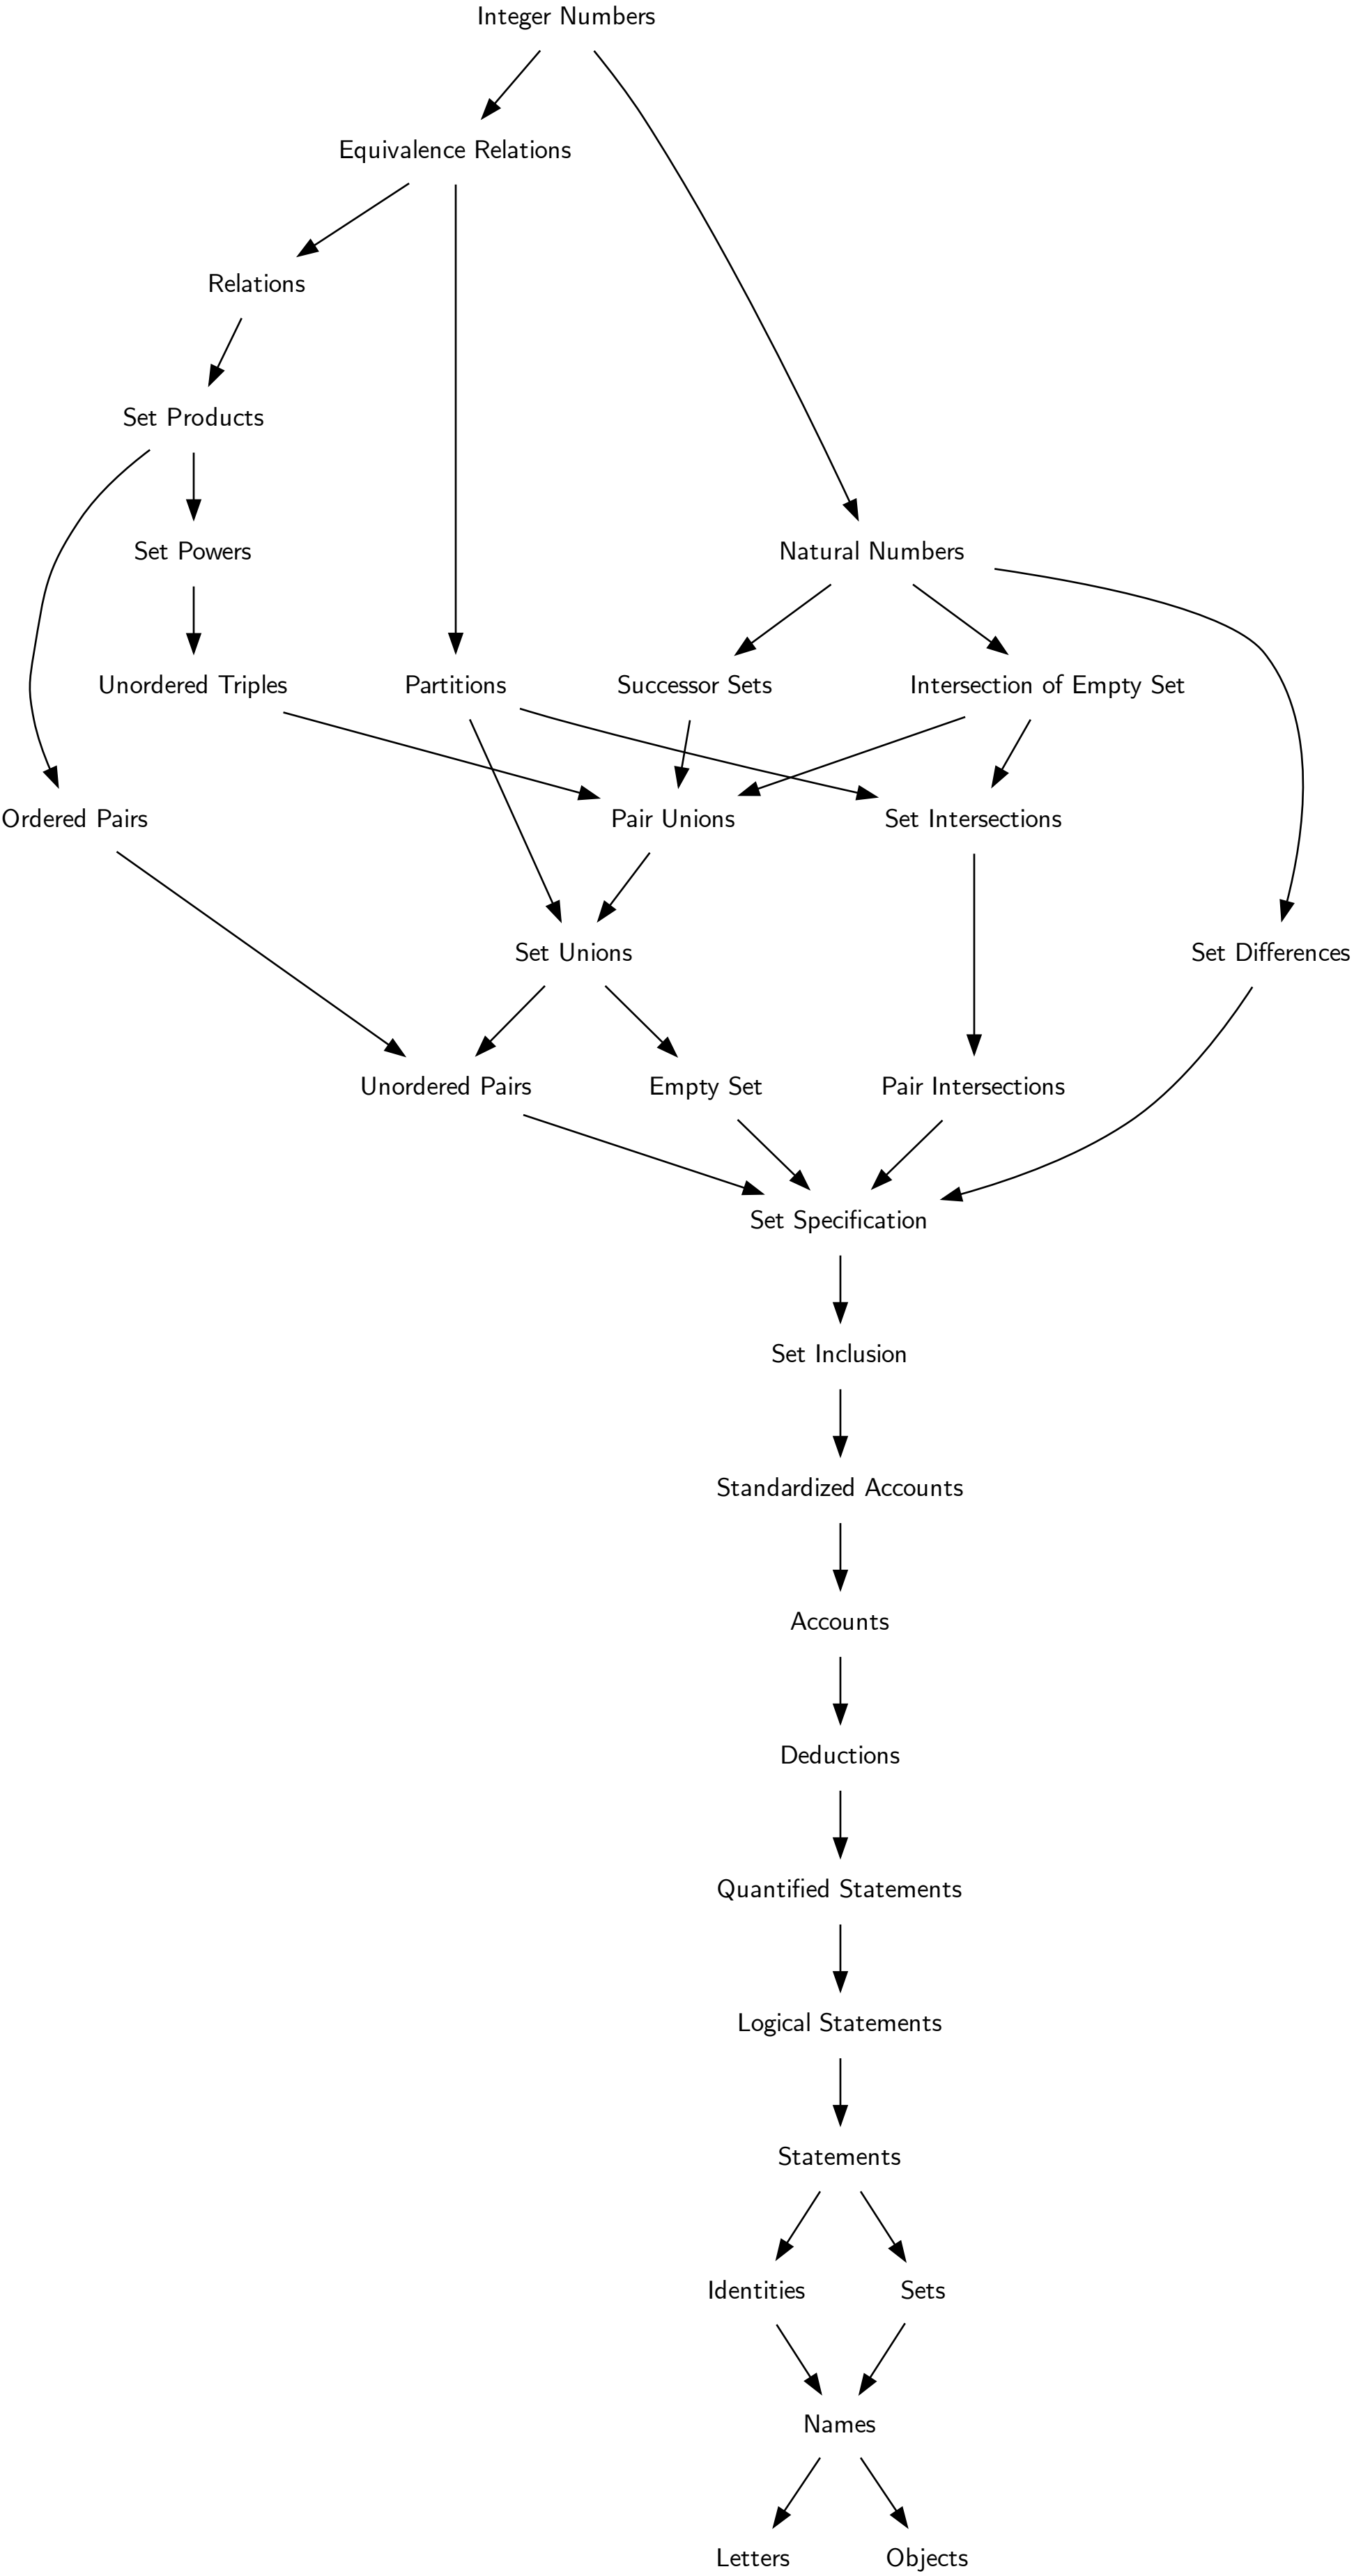 Integer Numbers
Equivalence Relations
Relations
Set Products
Set Powers
Natural Numbers
Unordered Triples
Partitions
Successor Sets
Intersection of Empty Set
Ordered Pairs
Pair Unions
Set Intersections
Set Unions
Set Differences
Unordered Pairs
Empty Set
Pair Intersections
Set Specification
Set Inclusion
Standardized Accounts
Accounts
Deductions
Quantified Statements
Logical Statements
Statements
Identities
Sets
Names
Letters
Objects